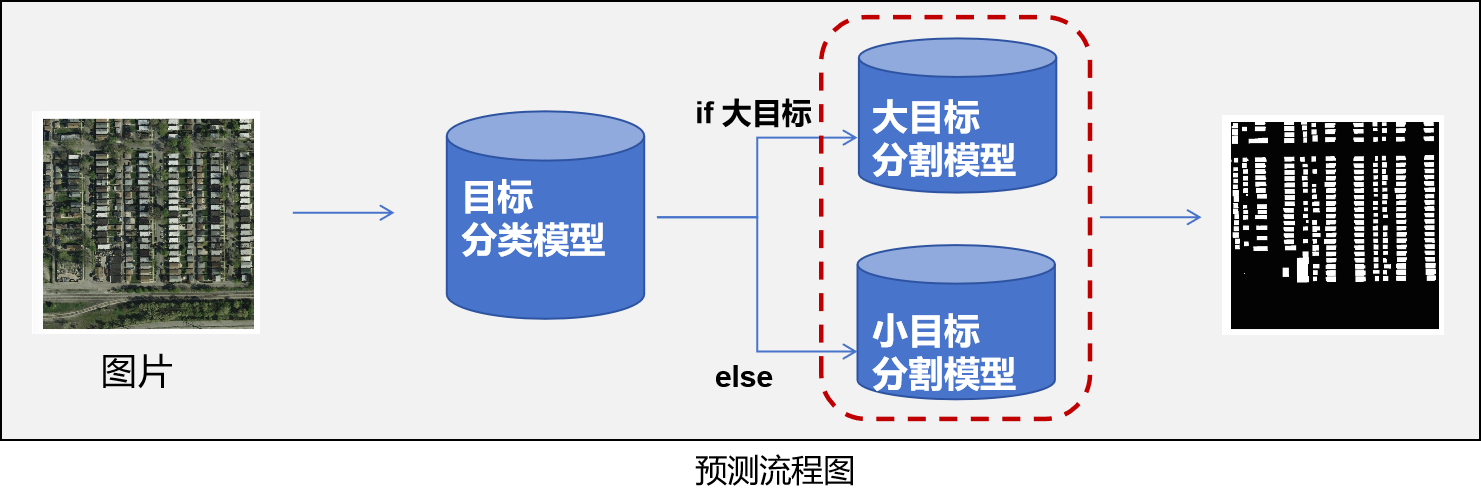 图片
目标
分类模型
if 大目标
else
大目标
分割模型
小目标
分割模型
预测流程图